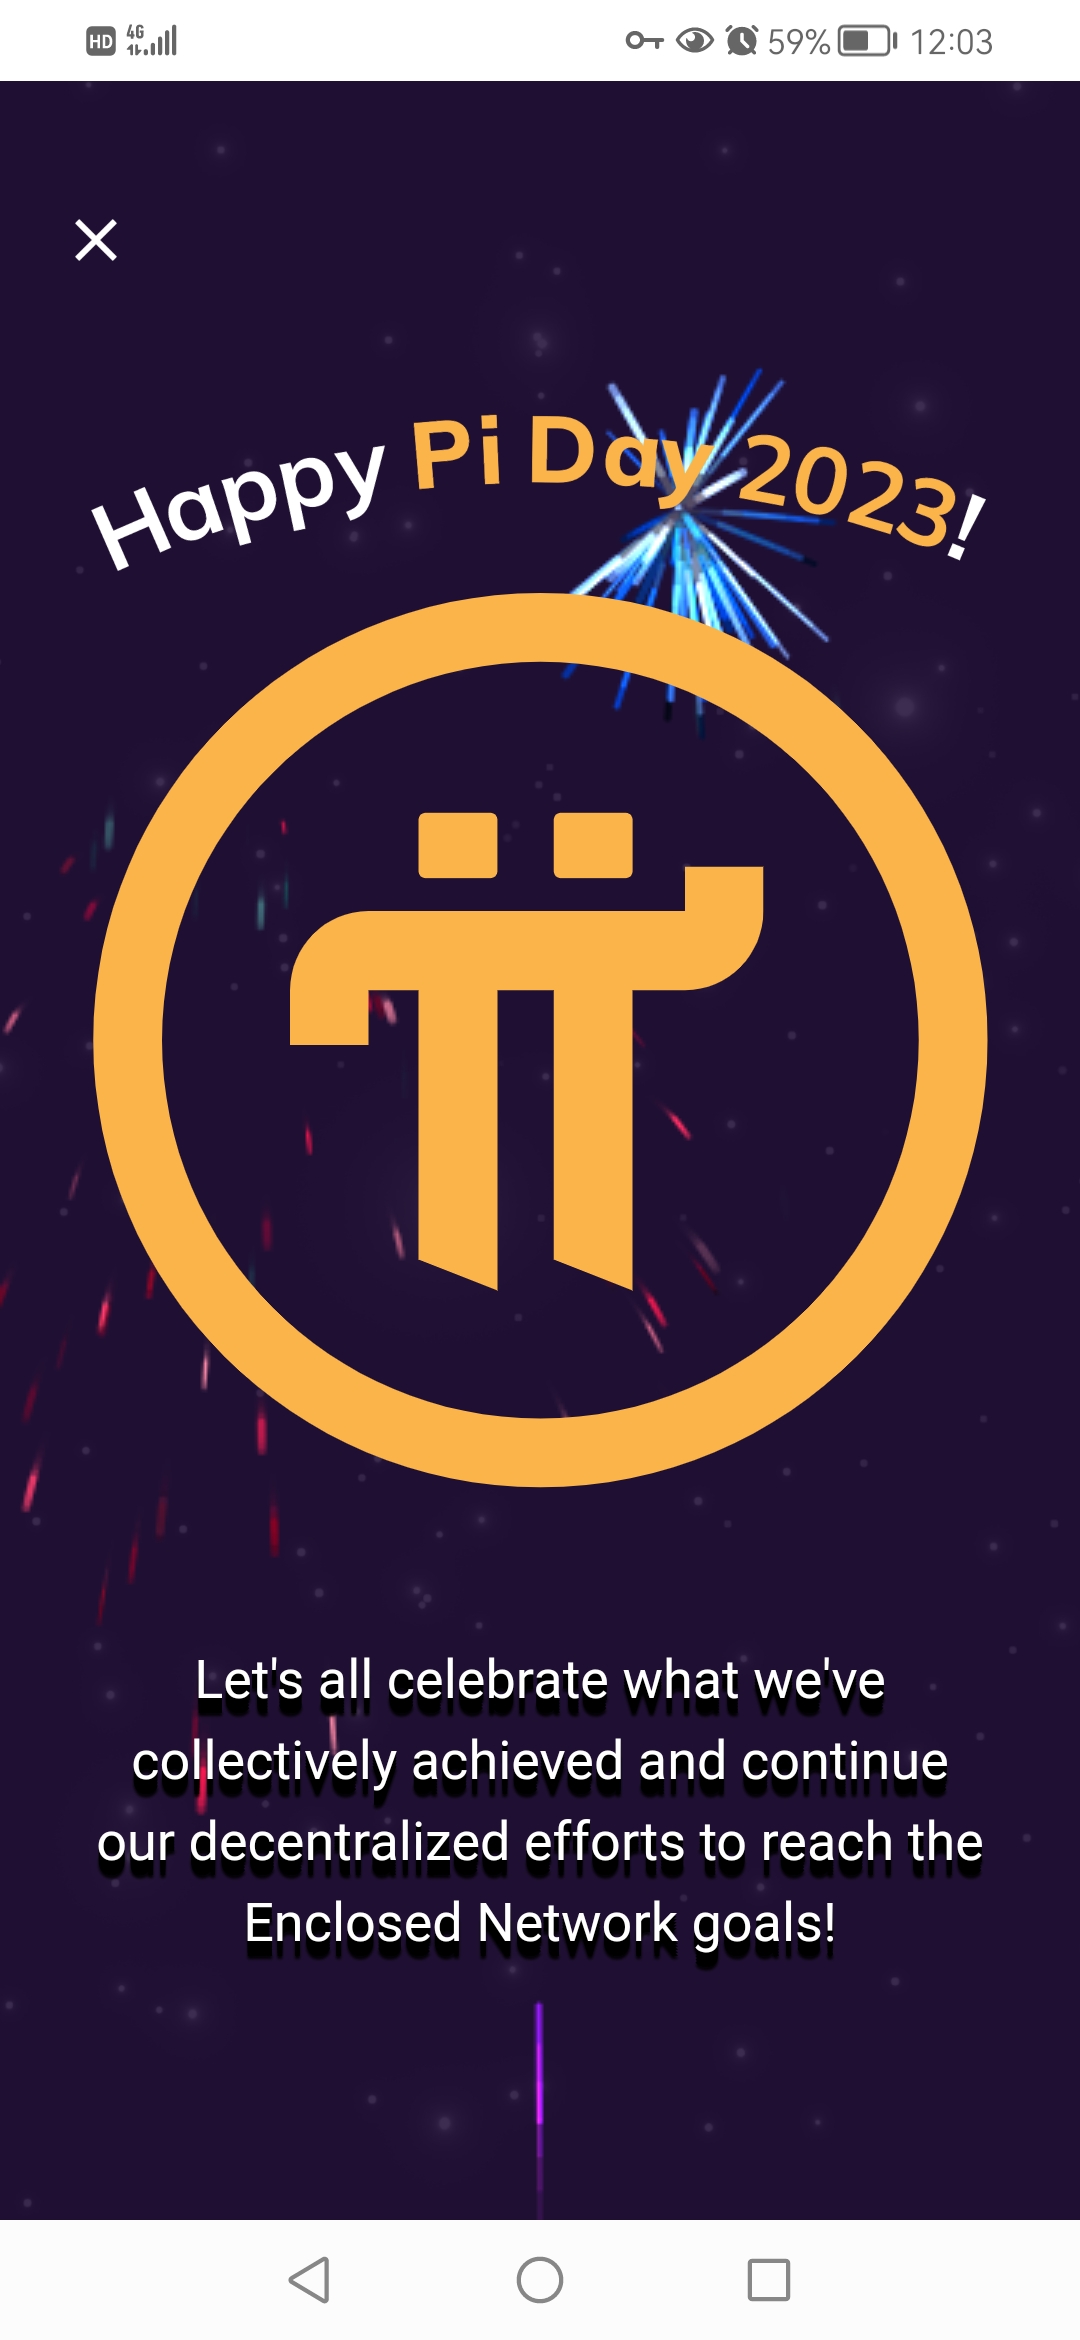 HD 4G 59% 12:03
Happy Pi Day 2023!
Let's all celebrate what we've
collectively achieved and continue
our decentralized efforts to reach the
Enclosed Network goals!